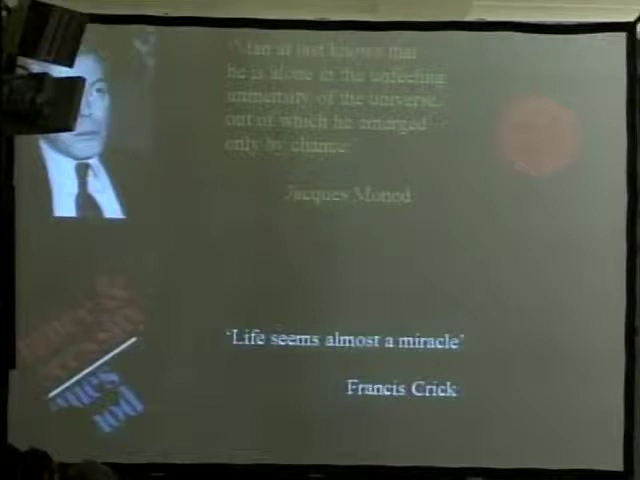 'Man at last knows that
he is alone in the unfeeling
immensity of the universe,
out of which he emerged
only by chance'
Jacques Monod
'Life seems almost a miracle'
Francis Crick